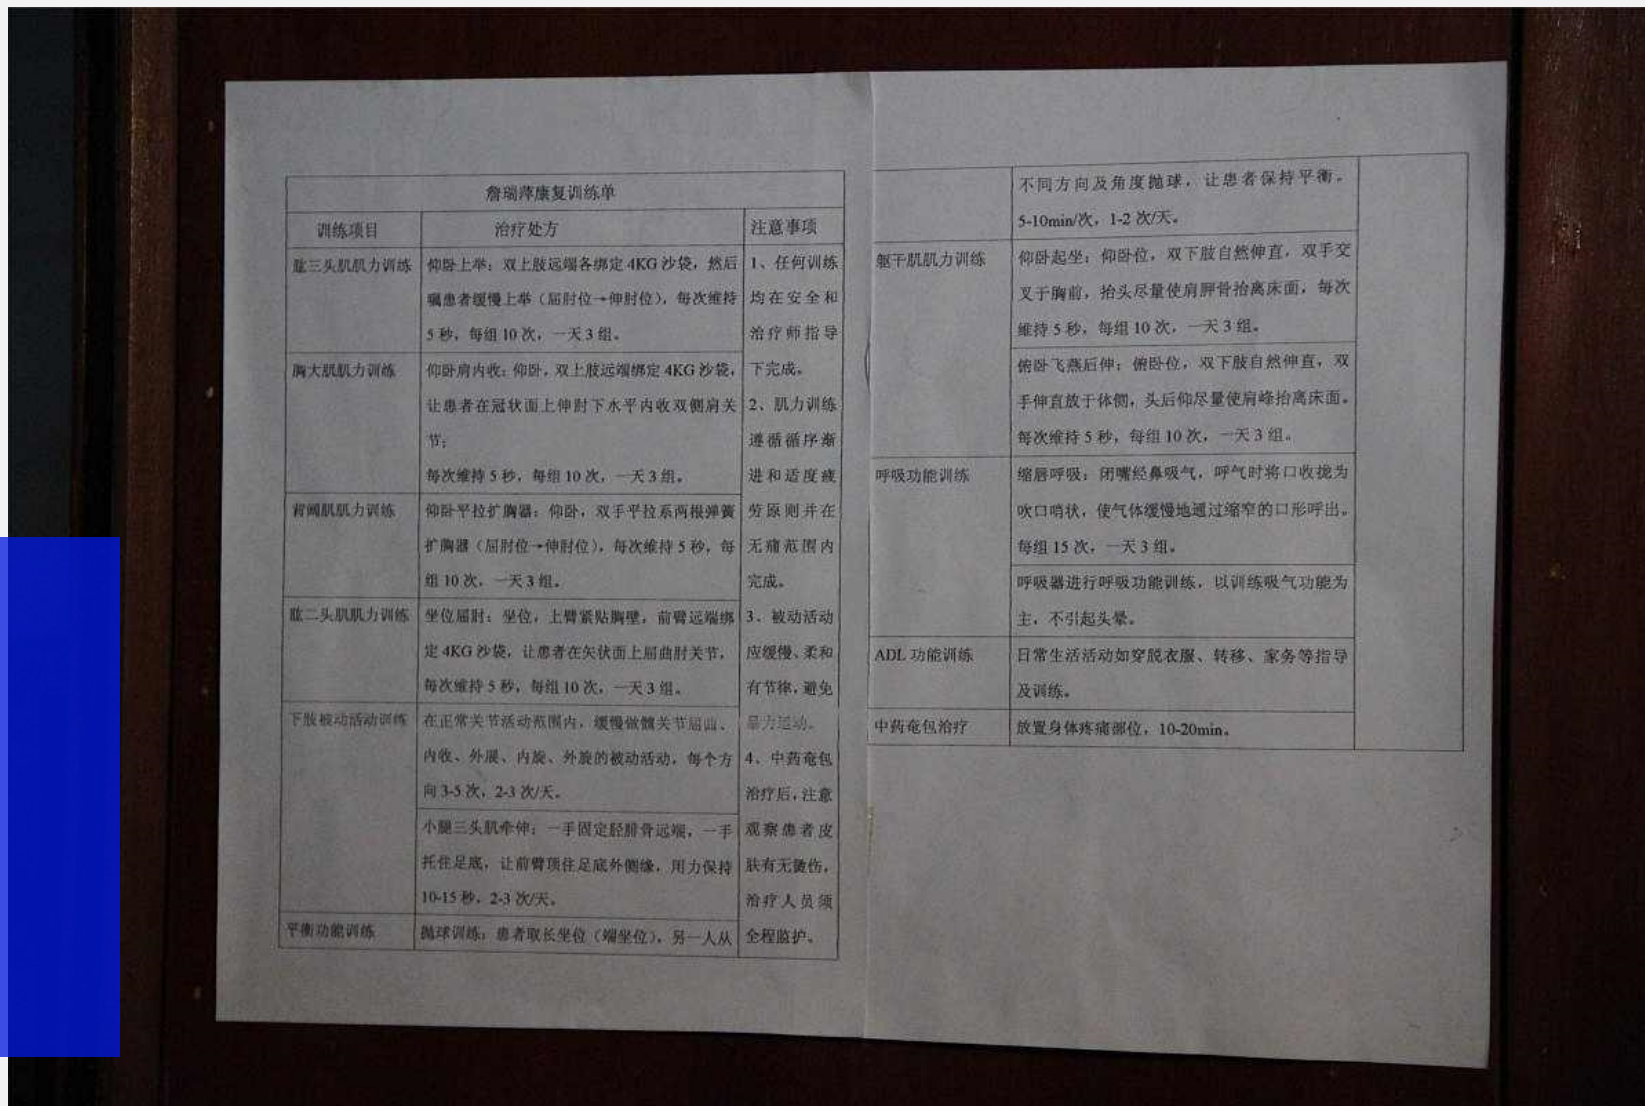 詹瑞萍康复训练单
训练项目
治疗处方
注意事项
肱三头肌肌力训练
仰卧上举：双上肢远端各绑定 4KG 沙袋，然后
嘱患者缓慢上举（屈肘位→伸肘位），每次维持
5 秒，每组 10 次，一天 3 组。
胸大肌肌力训练
仰卧肩内收：仰卧，双上肢远端绑定 4KG 沙袋，
让患者在冠状面上伸肘下水平内收双侧肩关
节；
每次维持 5 秒，每组 10 次，一天 3 组。
背阔肌肌力训练
仰卧平拉扩胸器：仰卧，双手平拉系两根弹簧
扩胸器（屈肘位→伸肘位），每次维持 5 秒，每
组 10 次，一天 3 组。
肱二头肌肌力训练
坐位屈肘：坐位，上臂紧贴胸壁，前臂远端绑
定 4KG 沙袋，让患者在矢状面上屈曲肘关节，
每次维持 5 秒，每组 10 次，一天 3 组。
下肢被动活动训练
在正常关节活动范围内，缓慢做髋关节屈曲、
内收、外展、内旋、外旋的被动活动，每个方
向 3-5 次，2-3 次/天。
小腿三头肌牵伸：一手固定胫腓骨远端，一手
托住足底，让前臂顶住足底外侧缘，用力保持
10-15 秒，2-3 次/天。
平衡功能训练
抛球训练：患者取长坐位（端坐位），另一人从
1、任何训练
均在安全和
治疗师指导
下完成。
2、肌力训练
遵循循序渐
进和适度疲
劳原则并在
无痛范围内
完成。
3、被动活动
应缓慢、柔和
有节律，避免
暴力运动。
4、中药奄包
治疗后，注意
观察患者皮
肤有无烫伤，
治疗人员须
全程监护。
不同方向及角度抛球，让患者保持平衡。
5-10min/次，1-2 次/天。
躯干肌肌力训练
仰卧起坐：仰卧位，双下肢自然伸直，双手交
叉于胸前，抬头尽量使肩胛骨抬离床面，每次
维持 5 秒，每组 10 次，一天 3 组。
俯卧飞燕后伸：俯卧位，双下肢自然伸直，双
手伸直放于体侧，头后仰尽量使肩峰抬离床面。
每次维持 5 秒，每组 10 次，一天 3 组。
呼吸功能训练
缩唇呼吸：闭嘴经鼻吸气，呼气时将口收拢为
吹口哨状，使气体缓慢地通过缩窄的口形呼出。
每组 15 次，一天 3 组。
呼吸器进行呼吸功能训练，以训练吸气功能为
主，不引起头晕。
ADL 功能训练
日常生活活动如穿脱衣服、转移、家务等指导
及训练。
中药奄包治疗
放置身体疼痛部位，10-20min。